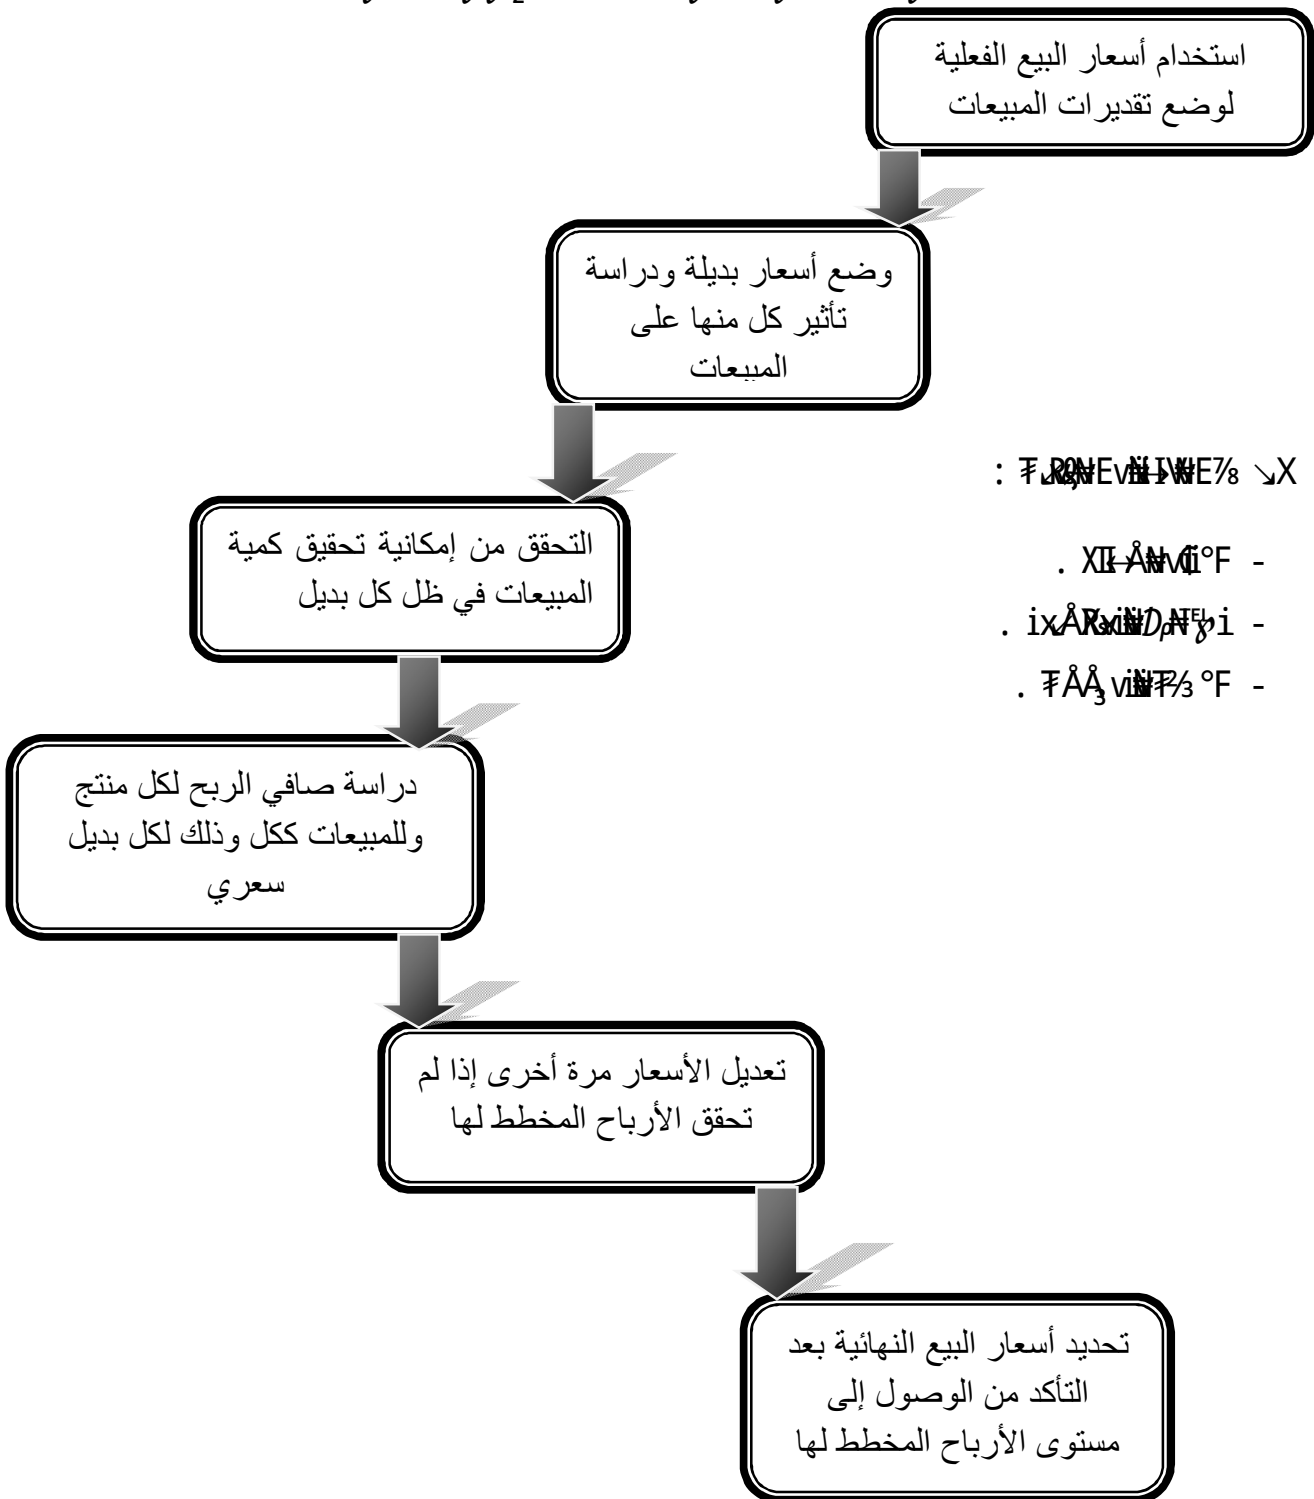 استخدام أسعار البيع الفعلية
لوضع تقديرات المبيعات
وضع أسعار بديلة ودراسة
تأثير كل منها على
المبيعات
التحقق من إمكانية تحقيق كمية
المبيعات في ظل كل بديل
دراسة صافي الربح لكل منتج
وللمبيعات ككل وذلك لكل بديل
سعري
تعديل الأسعار مرة أخرى إذا لم
تحقق الأرباح المخطط لها
تحديد أسعار البيع النهائية بعد
التأكد من الوصول إلى
مستوى الأرباح المخطط لها